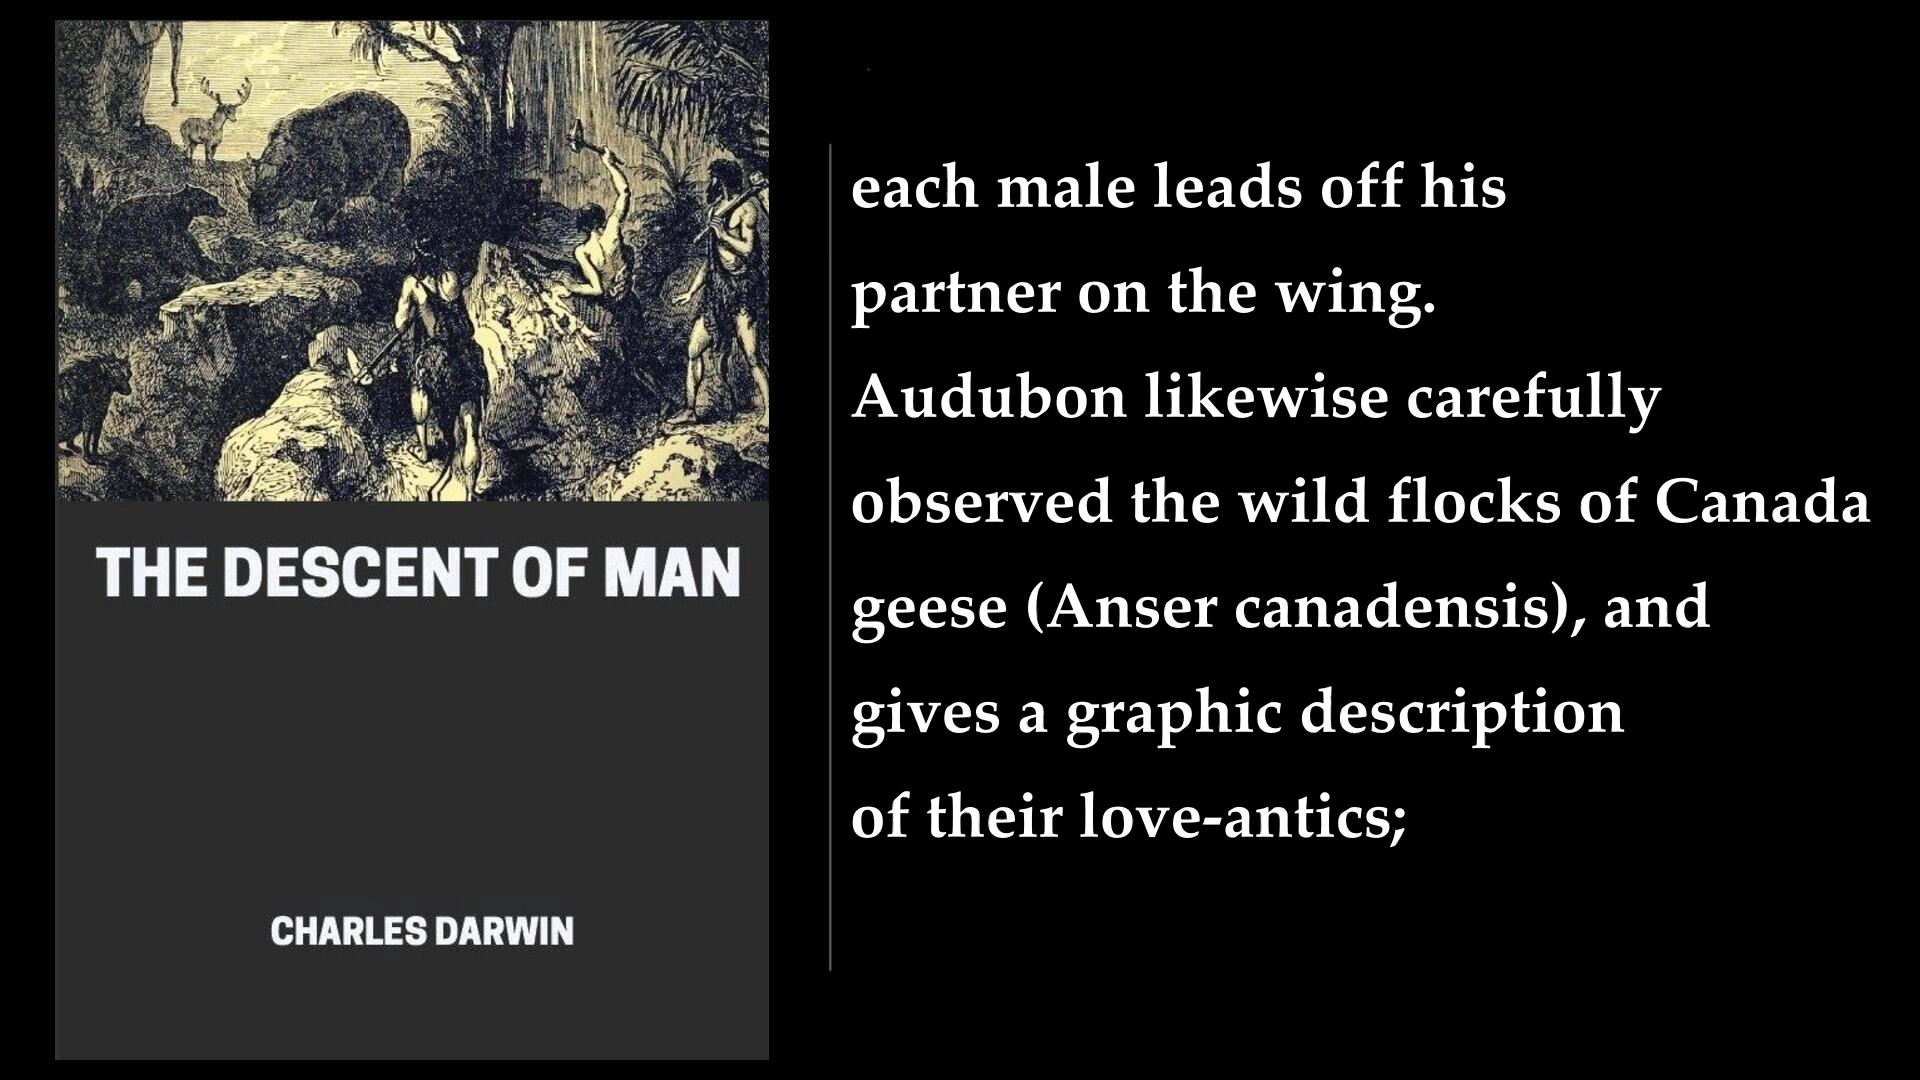 THE DESCENT OF MAN
CHARLES DARWIN
each male leads off his
partner on the wing.
Audubon likewise carefully
observed the wild flocks of Canada
geese (Anser canadensis), and
gives a graphic description
of their love-antics;